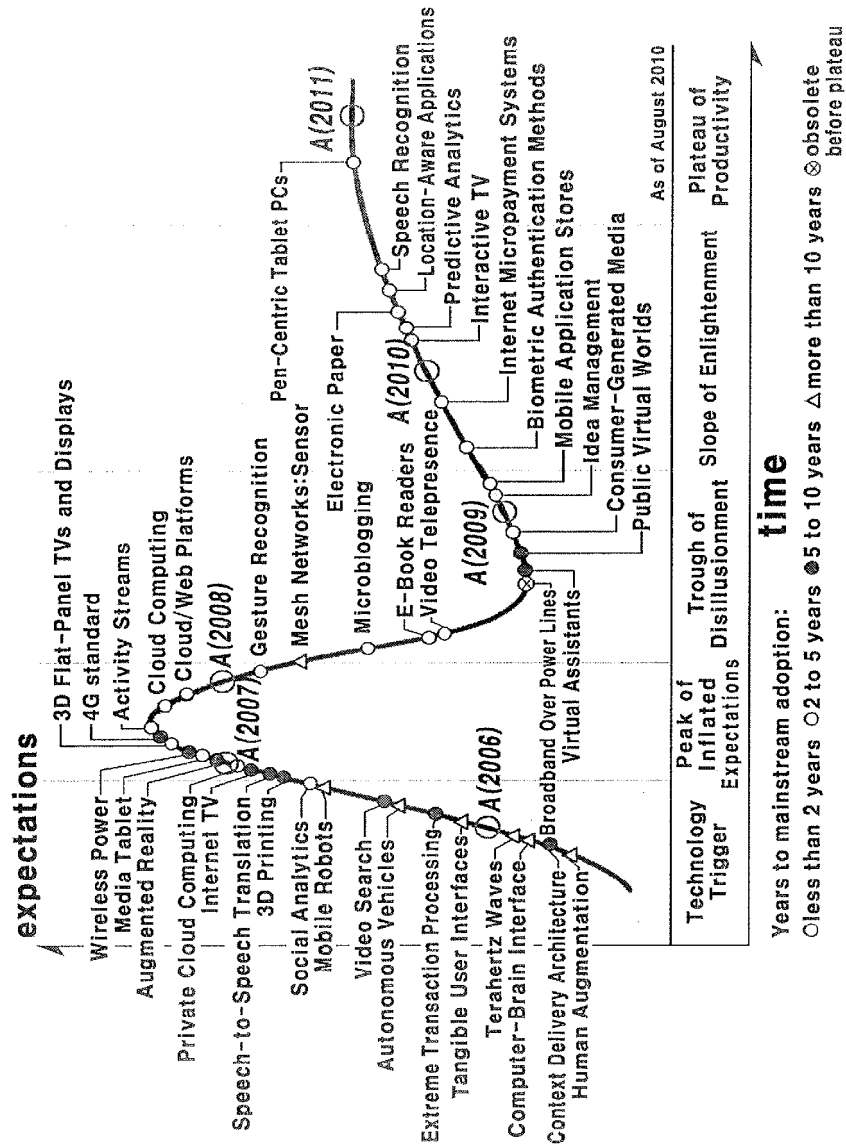 expectations
3D Flat-Panel TVs and Displays
4G standard
Activity Streams
Cloud Computing
Cloud/Web Platforms
A(2008)
Gesture Recognition
Mesh Networks:Sensor
Microblogging
E-Book Readers
Video Telepresence
Wireless Power
Media Tablet
Augmented Reality
Private Cloud Computing
Internet TV
A(2007)
Speech-to-Speech Translation
3D Printing
Social Analytics
Mobile Robots
Video Search
Autonomous Vehicles
Extreme Transaction Processing
Tangible User Interfaces
A(2006)
Terahertz Waves
Computer-Brain Interface
Context Delivery Architecture
Human Augmentation
Broadband Over Power Lines
Virtual Assistants
Public Virtual Worlds
Consumer-Generated Media
A(2009)
Idea Management
Mobile Application Stores
Biometric Authentication Methods
Internet Micropayment Systems
A(2010)
Interactive TV
Predictive Analytics
Electronic Paper
Location-Aware Applications
Speech Recognition
Pen-Centric Tablet PCs
A(2011)
As of August 2010
Technology
Trigger
Peak of
Inflated
Expectations
Trough of
Disillusionment
Slope of Enlightenment
Plateau of
Productivity
time
Years to mainstream adoption:
○less than 2 years ○2 to 5 years ●5 to 10 years △more than 10 years ⊗obsolete
before plateau